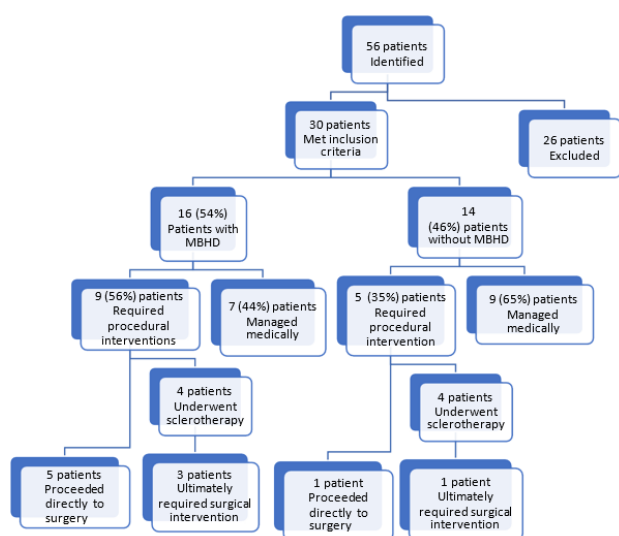 56 patients
Identified
30 patients
Met inclusion
criteria
26 patients
Excluded
16 (54%)
Patients with
MBHD
14
(46%) patients
without MBHD
9 (56%) patients
Required
procedural
interventions
7 (44%) patients
Managed
medically
5 (35%) patients
Required
procedural
intervention
9 (65%) patients
Managed
medically
4 patients
Underwent
sclerotherapy
4 patients
Underwent
sclerotherapy
5 patients
Proceeded
directly to
surgery
3 patients
Ultimately
required surgical
intervention
1 patient
Proceeded
directly to
surgery
1 patient
Ultimately
required surgical
intervention